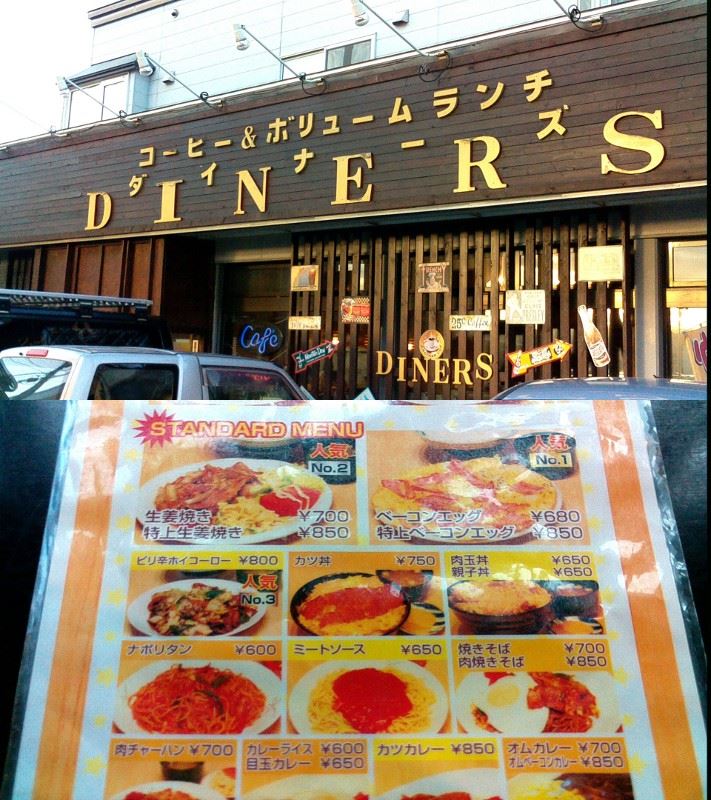 コーヒー&ボリュームランチ
ダイナーズ
DINERS
Cafe
25¢ Coffee
DINERS
STANDARD MENU
人気 No.2
生姜焼き ¥700
特上生姜焼き ¥850
人気 No.1
ベーコンエッグ ¥680
特上ベーコンエッグ ¥850
ピリ辛ホイコーロー ¥800
人気 No.3
カツ丼 ¥750
肉玉丼 ¥650
親子丼 ¥650
ナポリタン ¥600
ミートソース ¥650
焼きそば ¥700
肉焼きそば ¥850
肉チャーハン ¥700
カレーライス ¥600
目玉カレー ¥650
カツカレー ¥850
オムカレー ¥700
オムベーコンカレー ¥850